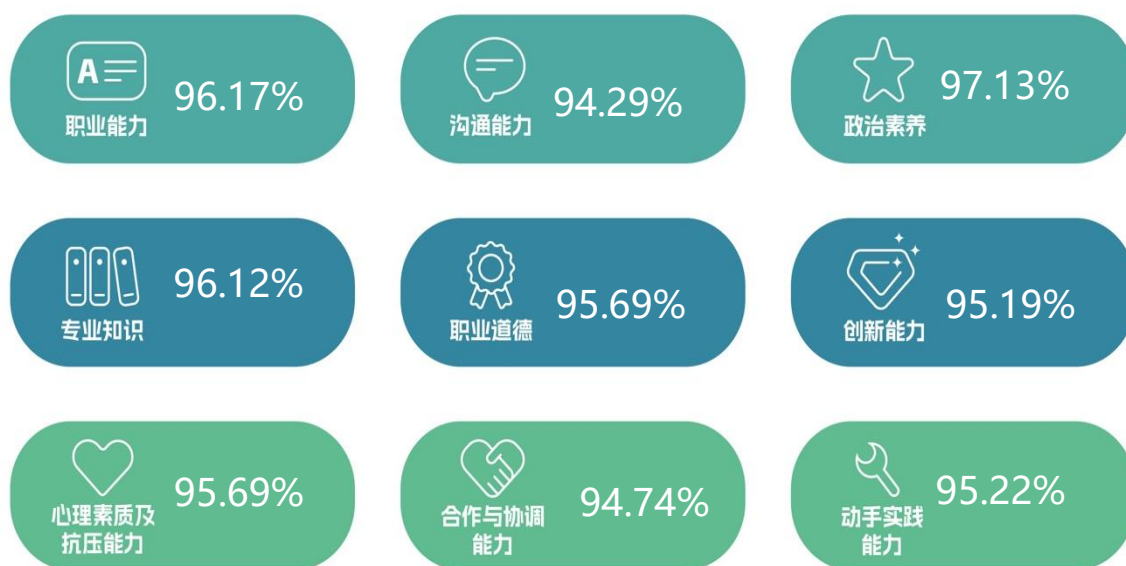 A
96.17%
职业能力
94.29%
沟通能力
97.13%
政治素养
96.12%
专业知识
95.69%
职业道德
95.19%
创新能力
95.69%
心理素质及
抗压能力
94.74%
合作与协调
能力
95.22%
动手实践
能力